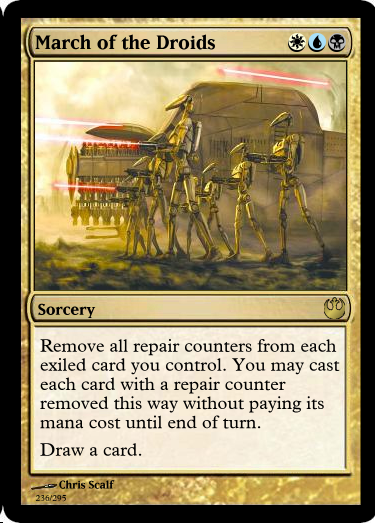 March of the Droids
Sorcery
Remove all repair counters from each
exiled card you control. You may cast
each card with a repair counter
removed this way without paying its
mana cost until end of turn.
Draw a card.
Chris Scalf
236/295